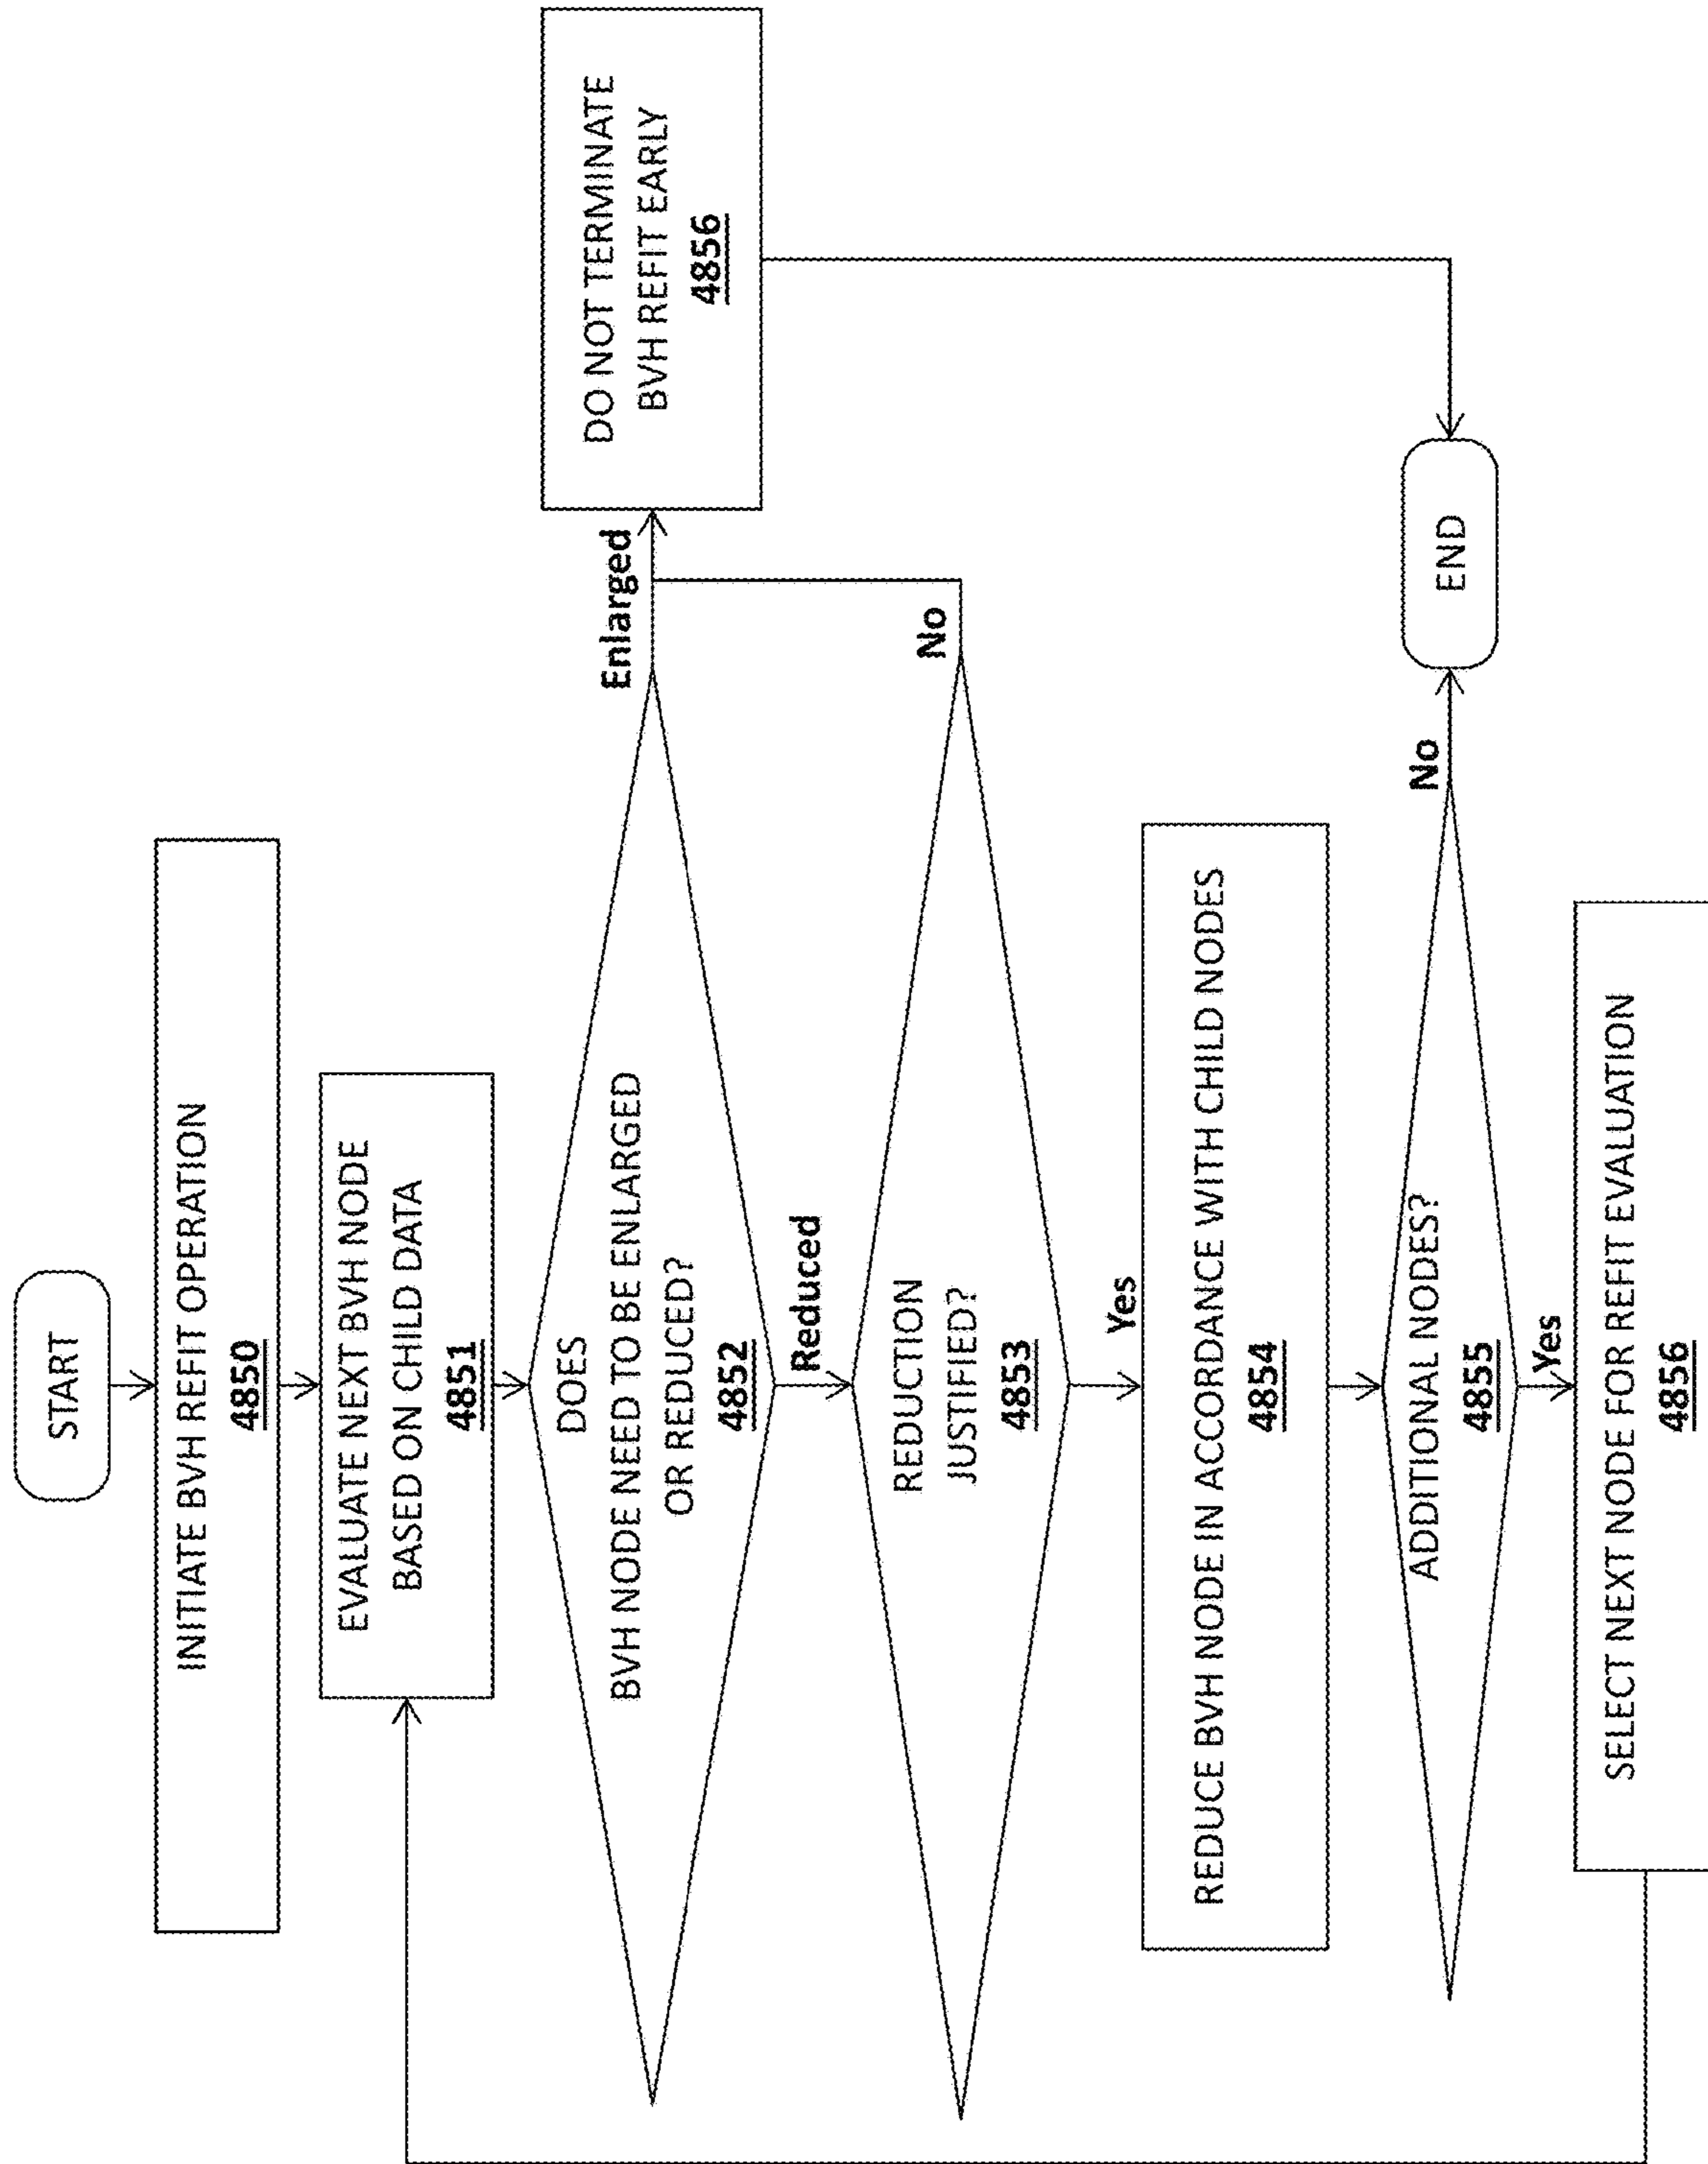 START
INITIATE BVH REFIT OPERATION
4850
EVALUATE NEXT BVH NODE
BASED ON CHILD DATA
4851
DOES
BVH NODE NEED TO BE ENLARGED
OR REDUCED?
4852
Enlarged
DO NOT TERMINATE
BVH REFIT EARLY
4856
Reduced
REDUCTION
JUSTIFIED?
4853
No
Yes
REDUCE BVH NODE IN ACCORDANCE WITH CHILD NODES
4854
ADDITIONAL NODES?
4855
No
END
Yes
SELECT NEXT NODE FOR REFIT EVALUATION
4856